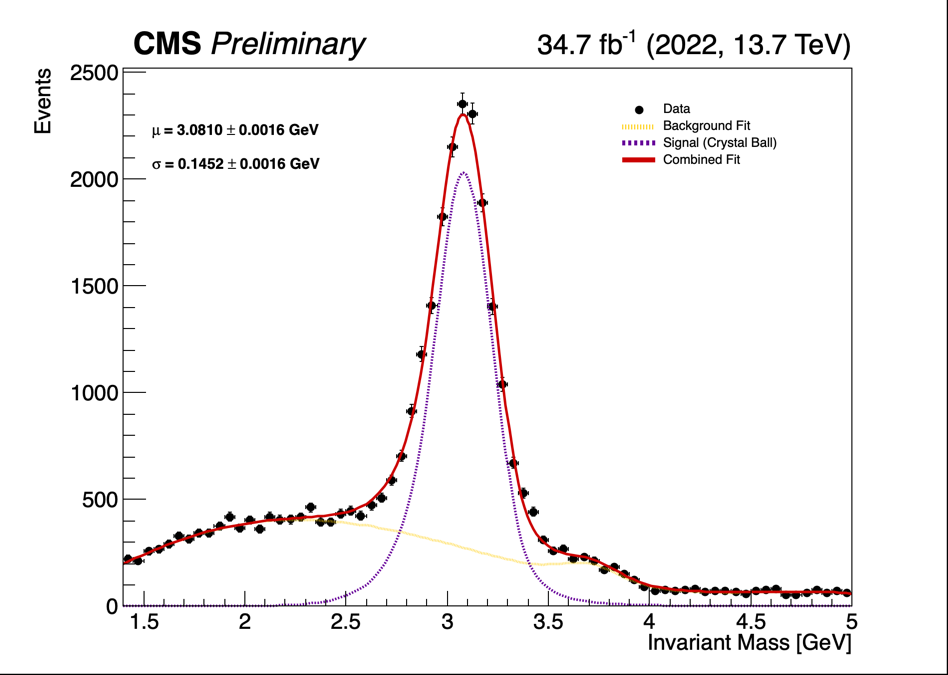 CMS Preliminary
34.7 fb⁻¹ (2022, 13.7 TeV)
Events
2500
2000
1500
1000
500
0
μ = 3.0810 ± 0.0016 GeV
σ = 0.1452 ± 0.0016 GeV
Data
Background Fit
Signal (Crystal Ball)
Combined Fit
1.5 2 2.5 3 3.5 4 4.5 5
Invariant Mass [GeV]